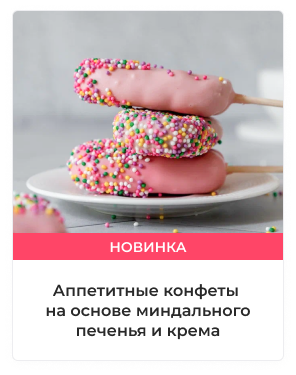 НОВИНКА
Аппетитные конфеты
на основе миндального
печенья и крема